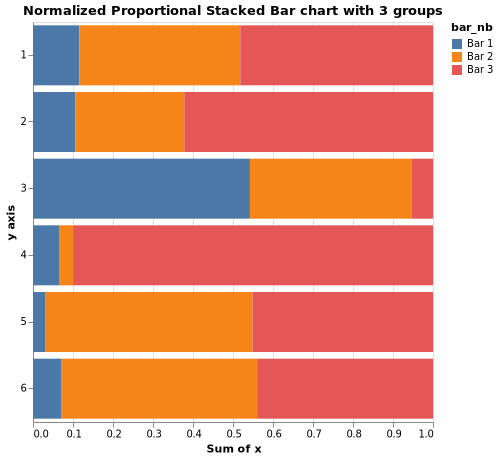 Normalized Proportional Stacked Bar chart with 3 groups
bar_nb
Bar 1
Bar 2
Bar 3
y axis
1
2
3
4
5
6
0.0 0.1 0.2 0.3 0.4 0.5 0.6 0.7 0.8 0.9 1.0
Sum of x